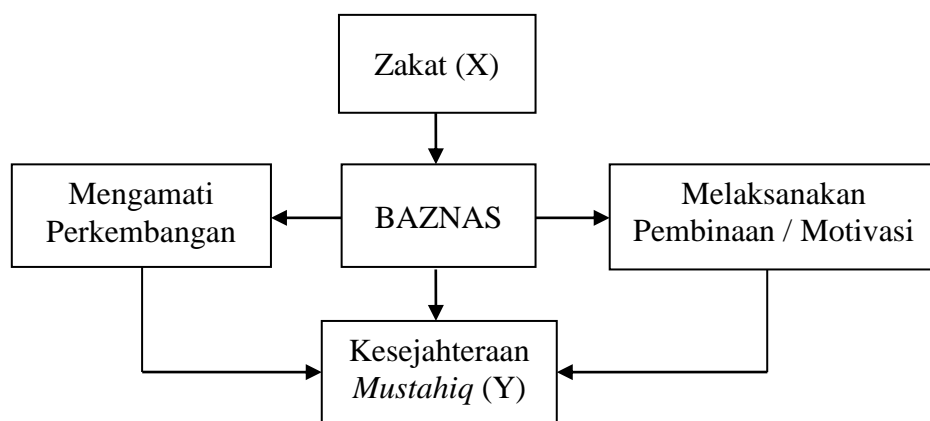 Zakat (X)
Mengamati
Perkembangan
BAZNAS
Melaksanakan
Pembinaan / Motivasi
Kesejahteraan
Mustahiq (Y)